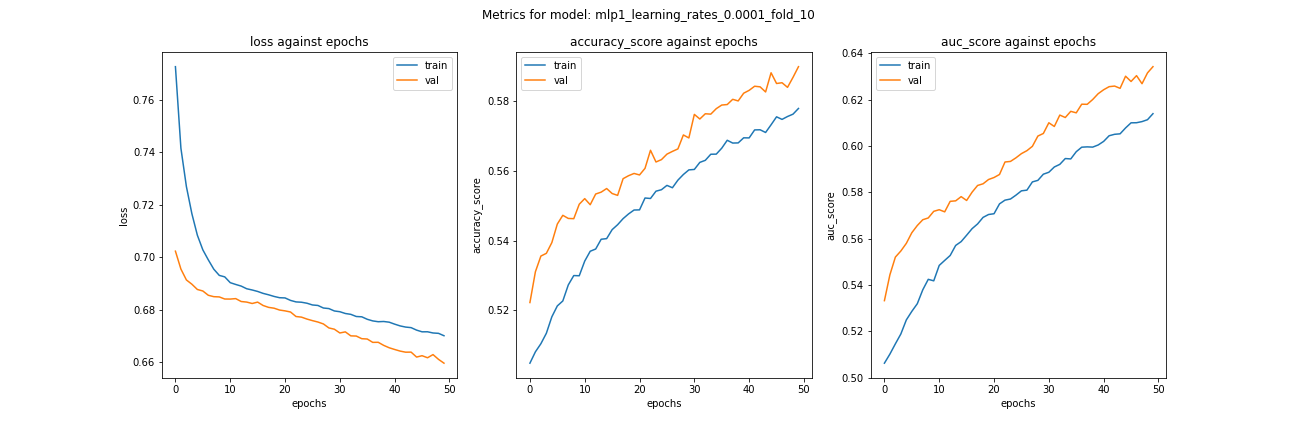 Metrics for model: mlp1_learning_rates_0.0001_fold_10
loss against epochs
train
val
0.76
0.74
0.72
0.70
0.68
0.66
loss
0 10 20 30 40 50
epochs
accuracy_score against epochs
train
val
0.58
0.56
0.54
0.52
accuracy_score
0 10 20 30 40 50
epochs
auc_score against epochs
train
val
0.64
0.62
0.60
0.58
0.56
0.54
0.52
0.50
auc_score
0 10 20 30 40 50
epochs